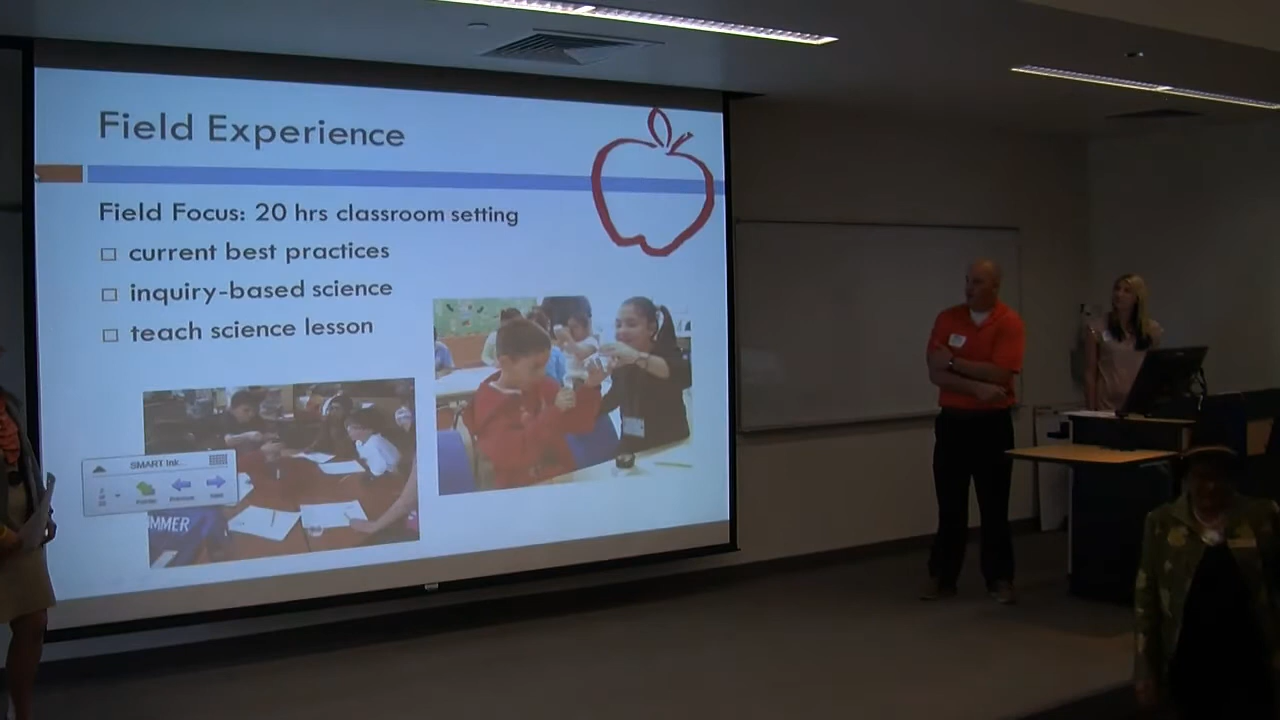 Field Experience
Field Focus: 20 hrs classroom setting
current best practices
inquiry-based science
teach science lesson
SMART Ink...
Previous
MMER